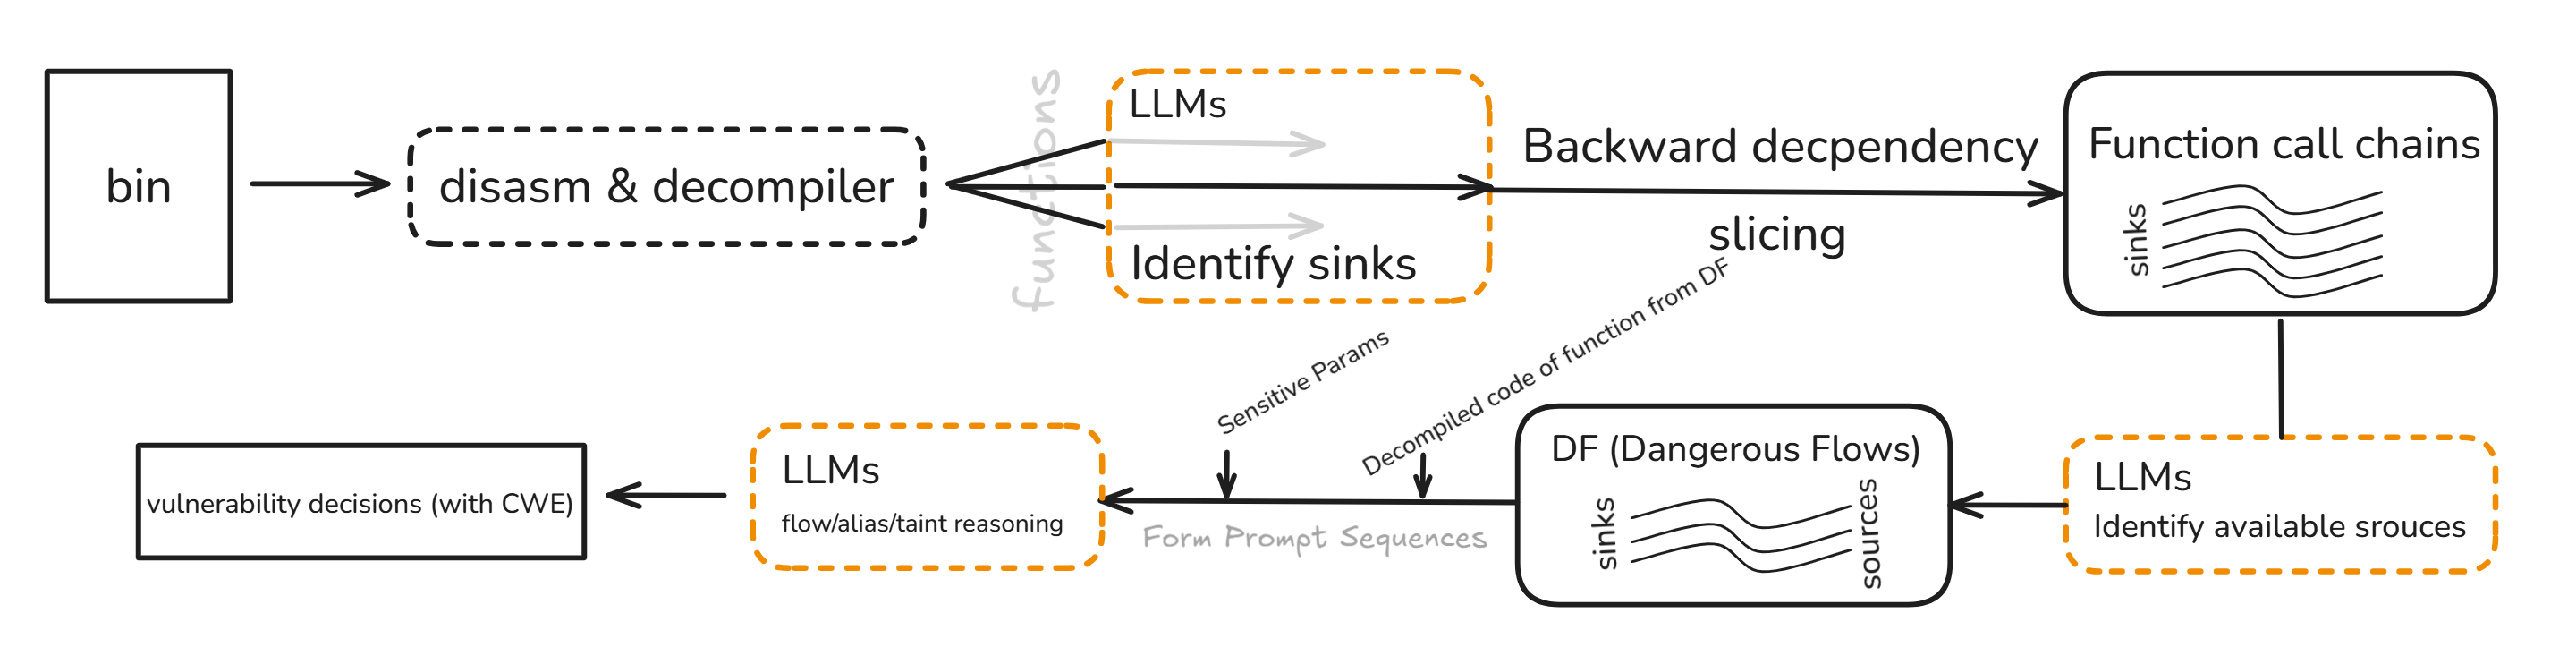 bin
disasm & decompiler
functions
LLMs
Identify sinks
Backward decpendency
slicing
Function call chains
sinks
LLMs
Identify available srouces
DF (Dangerous Flows)
sinks
sources
Decompiled code of function from DF
Sensitive Params
Form Prompt Sequences
LLMs
flow/alias/taint reasoning
vulnerability decisions (with CWE)